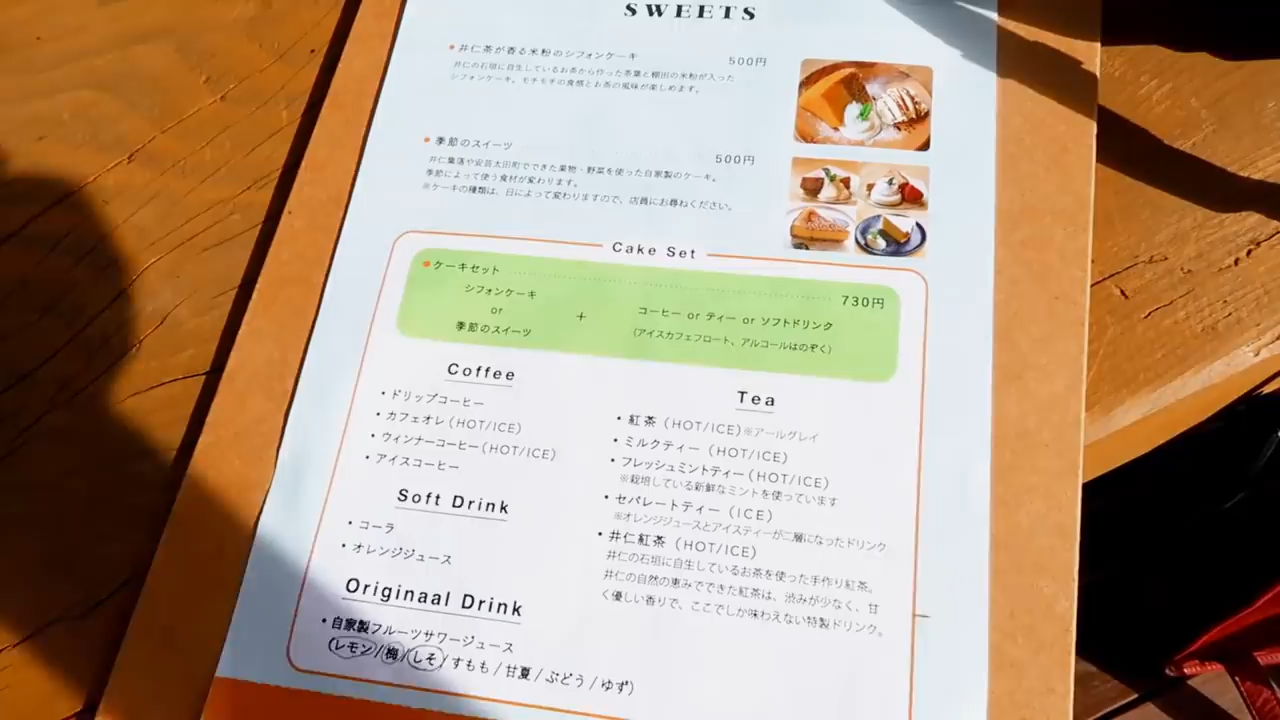 SWEETS
井仁茶が香る米粉のシフォンケーキ 500円
井仁の石垣に自生しているお茶から作った茶葉と棚田の米粉が入った
シフォンケーキ。モチモチの食感とお茶の風味が楽しめます。
季節のスイーツ 500円
井仁集落や安芸太田町でできた果物・野菜を使った自家製のケーキ。
季節によって使う食材が変わります。
※ケーキの種類は、日によって変わりますので、店員にお尋ねください。
Cake Set
ケーキセット 730円
シフォンケーキ
or
季節のスイーツ
+
コーヒー or ティー or ソフトドリンク
(アイスカフェフロート、アルコールはのぞく)
Coffee
・ドリップコーヒー
・カフェオレ(HOT/ICE)
・ウィンナーコーヒー(HOT/ICE)
・アイスコーヒー
Soft Drink
・コーラ
・オレンジジュース
Originaal Drink
・自家製フルーツサワージュース
(レモン/梅/しそ/すもも/甘夏/ぶどう/ゆず)
Tea
・紅茶(HOT/ICE)※アールグレイ
・ミルクティー(HOT/ICE)
・フレッシュミントティー(HOT/ICE)
※栽培している新鮮なミントを使っています
・セパレートティー(ICE)
※オレンジジュースとアイスティーが二層になったドリンク
・井仁紅茶(HOT/ICE)
井仁の石垣に自生しているお茶を使った手作り紅茶。
井仁の自然の恵みでできた紅茶は、渋みが少なく、甘
く優しい香りで、ここでしか味わえない特製ドリンク。